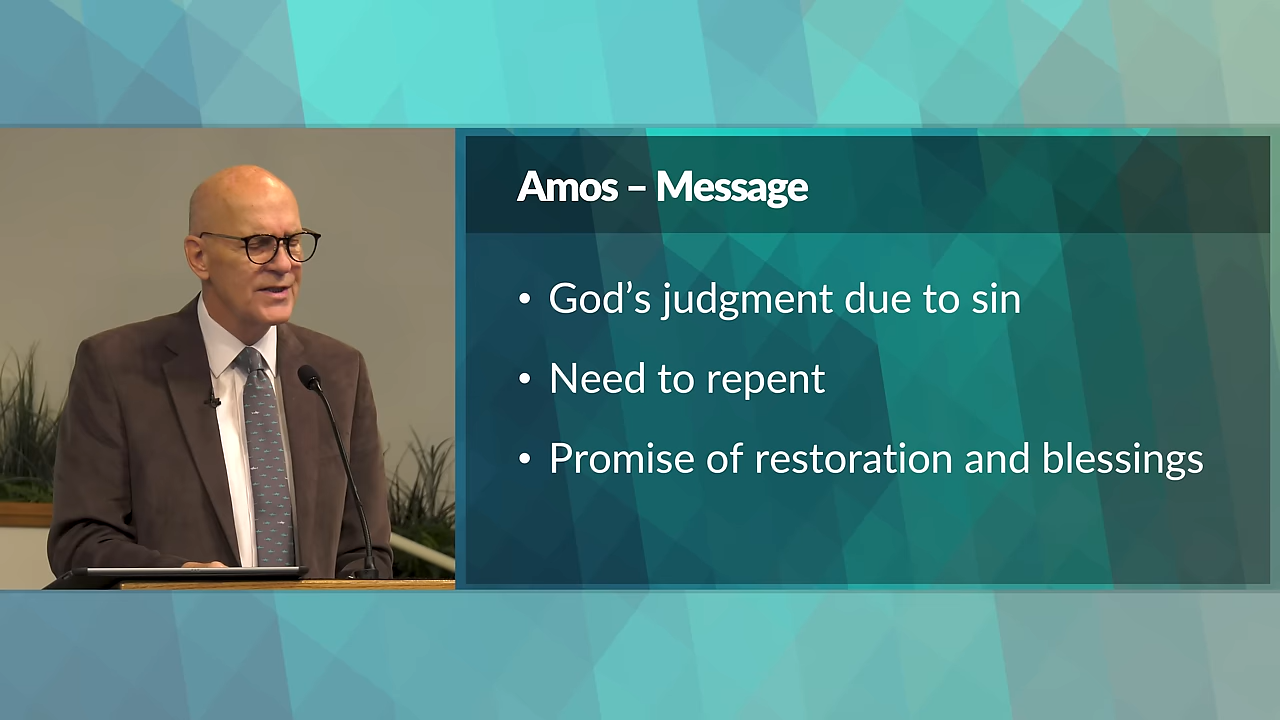 Amos – Message
• God’s judgment due to sin
• Need to repent
• Promise of restoration and blessings